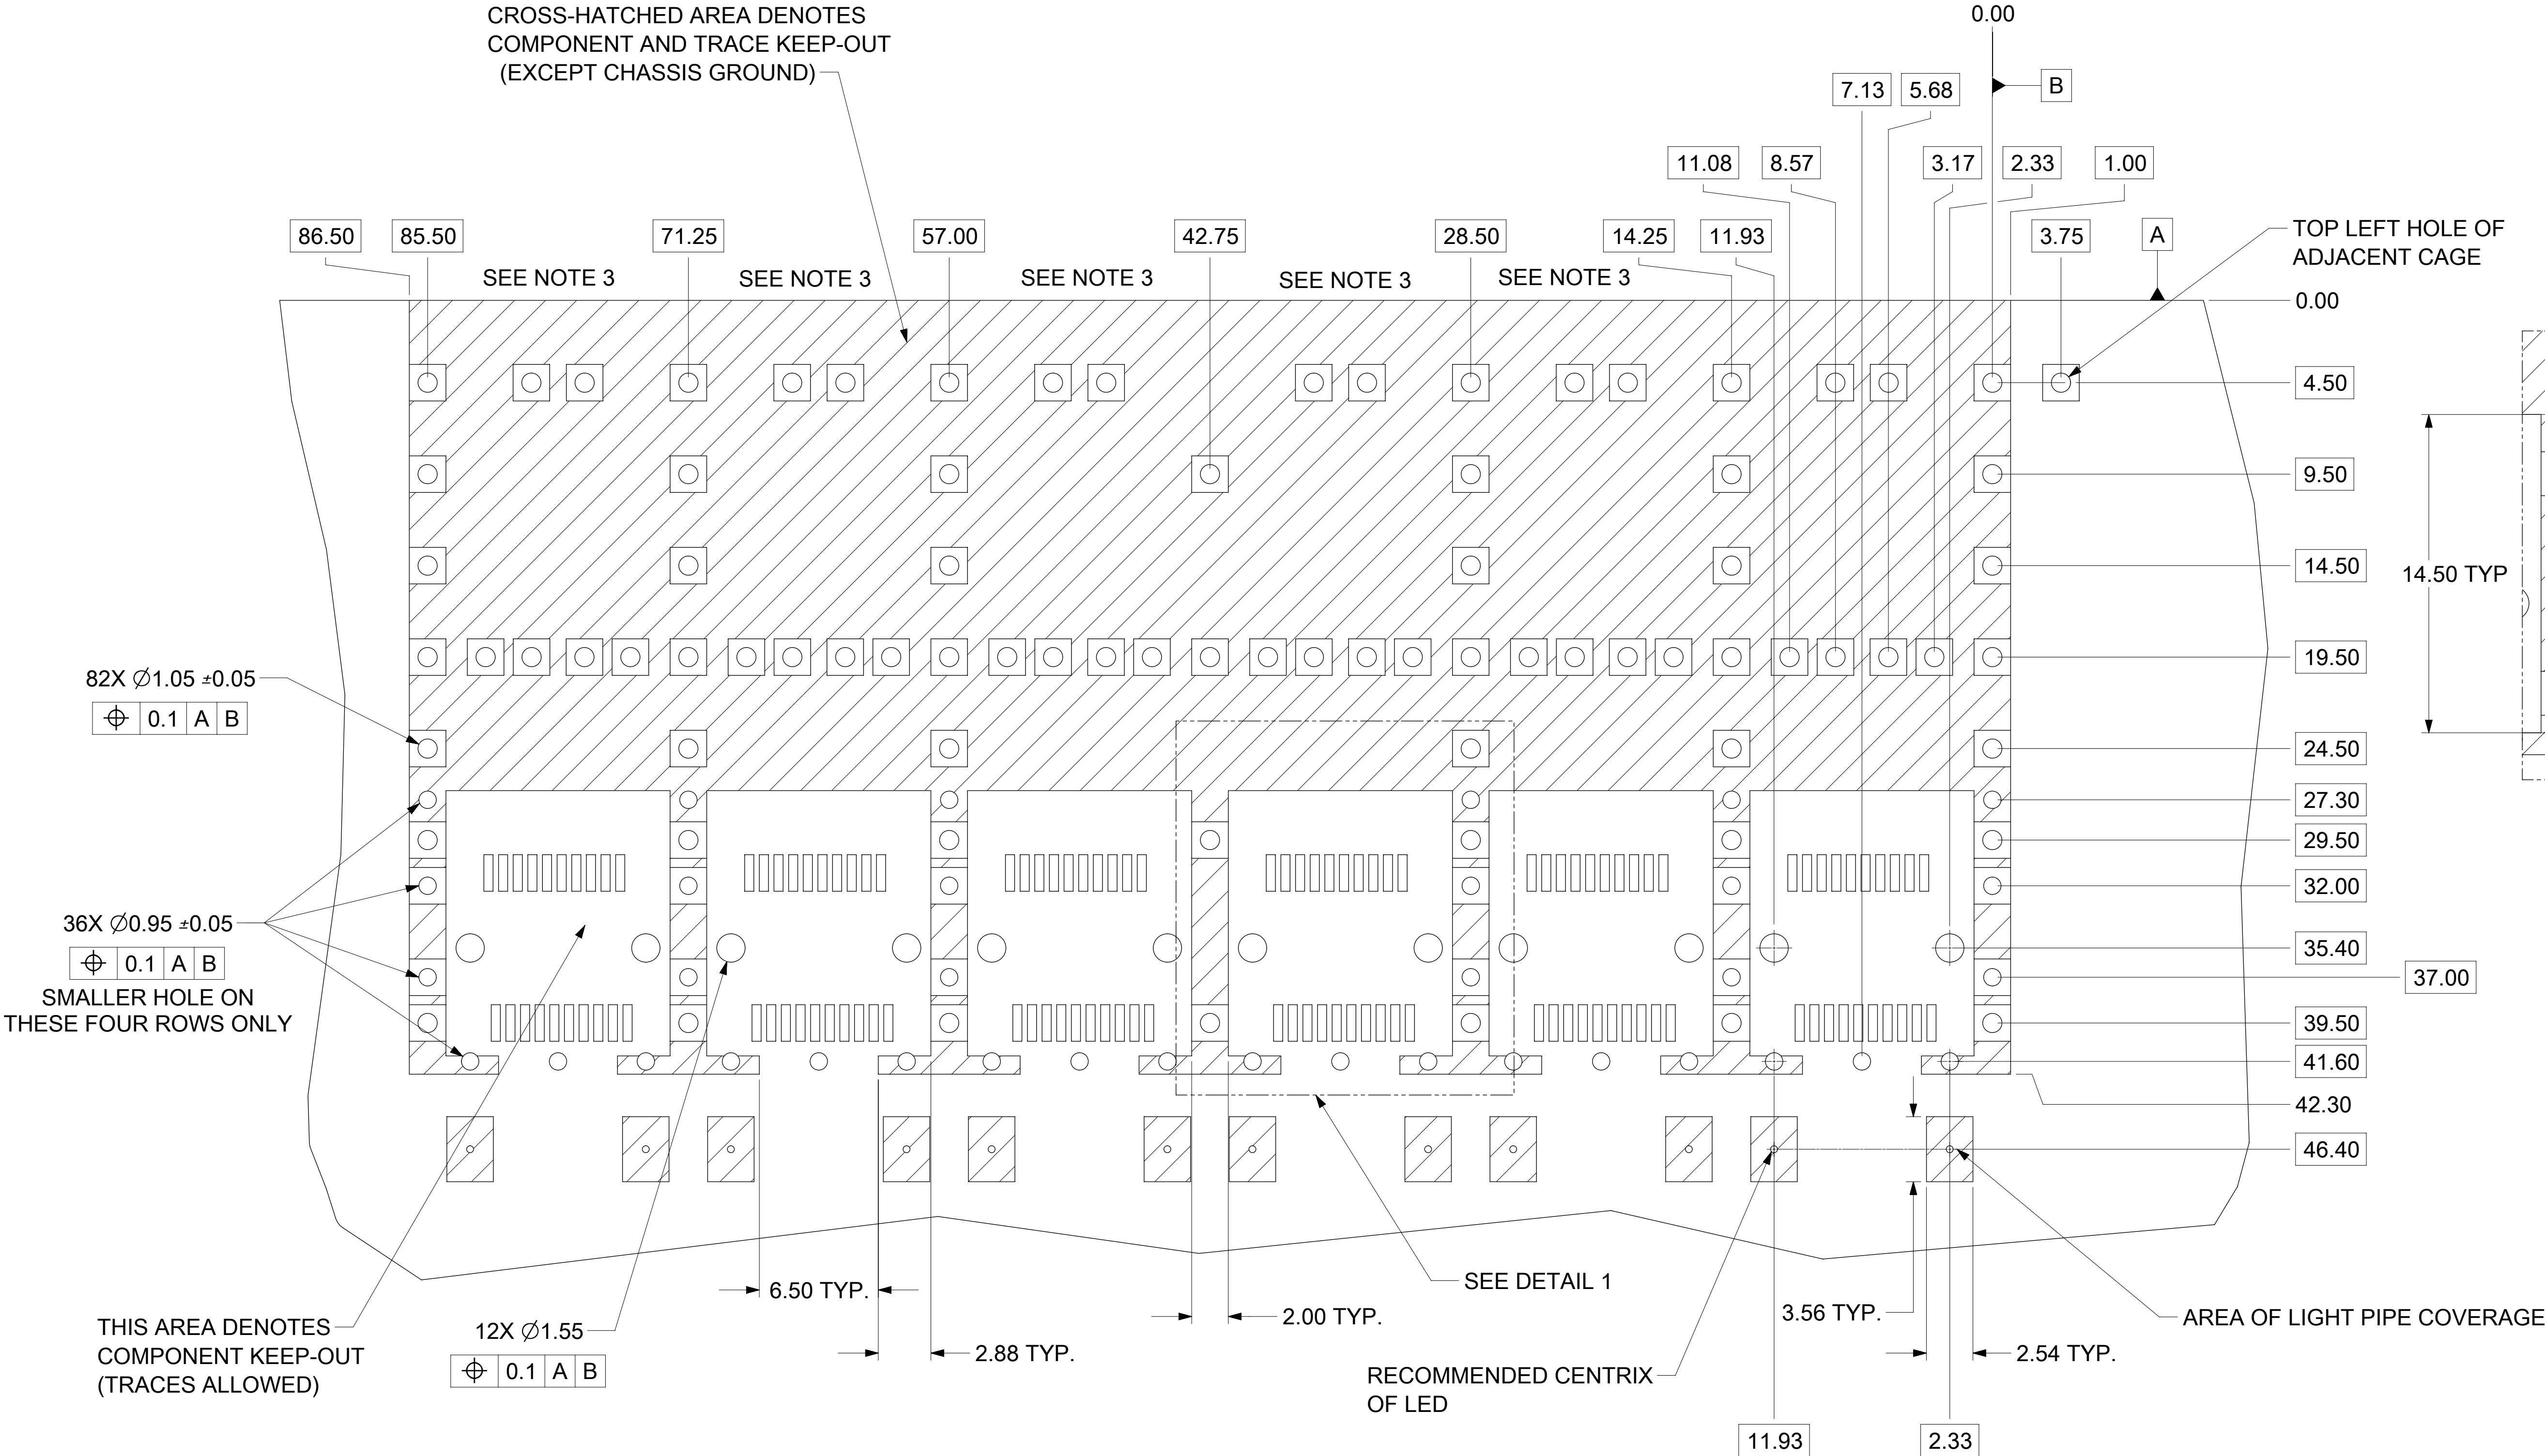 CROSS-HATCHED AREA DENOTES
COMPONENT AND TRACE KEEP-OUT
(EXCEPT CHASSIS GROUND)
0.00
B
7.13
5.68
11.08
8.57
3.17
2.33
1.00
86.50
85.50
71.25
57.00
42.75
28.50
14.25
11.93
3.75
A
TOP LEFT HOLE OF
ADJACENT CAGE
SEE NOTE 3
SEE NOTE 3
SEE NOTE 3
SEE NOTE 3
SEE NOTE 3
0.00
4.50
9.50
14.50
14.50 TYP
19.50
82X Ø1.05 ±0.05
⌖ 0.1 A B
24.50
27.30
29.50
32.00
36X Ø0.95 ±0.05
⌖ 0.1 A B
SMALLER HOLE ON
THESE FOUR ROWS ONLY
35.40
37.00
39.50
41.60
42.30
46.40
6.50 TYP.
SEE DETAIL 1
2.00 TYP.
3.56 TYP.
AREA OF LIGHT PIPE COVERAGE
THIS AREA DENOTES
COMPONENT KEEP-OUT
(TRACES ALLOWED)
12X Ø1.55
⌖ 0.1 A B
2.88 TYP.
2.54 TYP.
RECOMMENDED CENTRIX
OF LED
11.93
2.33